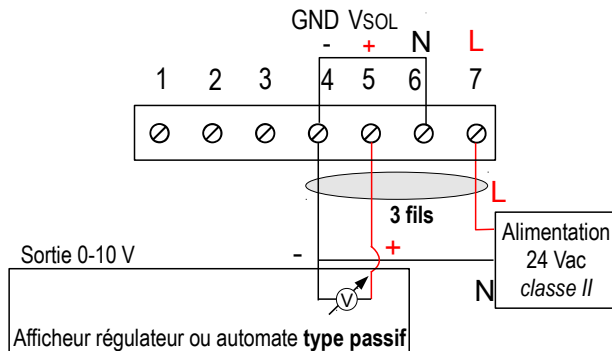 GND VSOL
- + N L
1 2 3 4 5 6 7
L
3 fils
Alimentation
24 Vac
classe II
Sortie 0-10 V
- +
N
V
Afficheur régulateur ou automate type passif